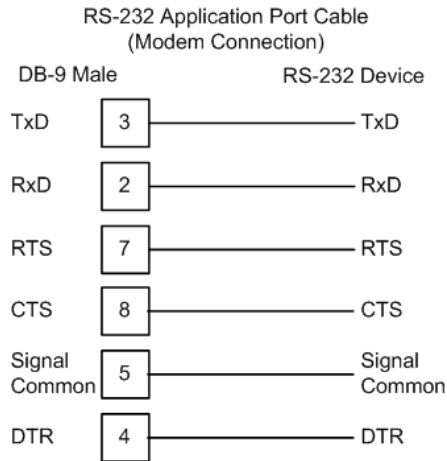 RS-232 Application Port Cable
(Modem Connection)
DB-9 Male RS-232 Device
TxD 3 TxD
RxD 2 RxD
RTS 7 RTS
CTS 8 CTS
Signal Common 5 Signal Common
DTR 4 DTR